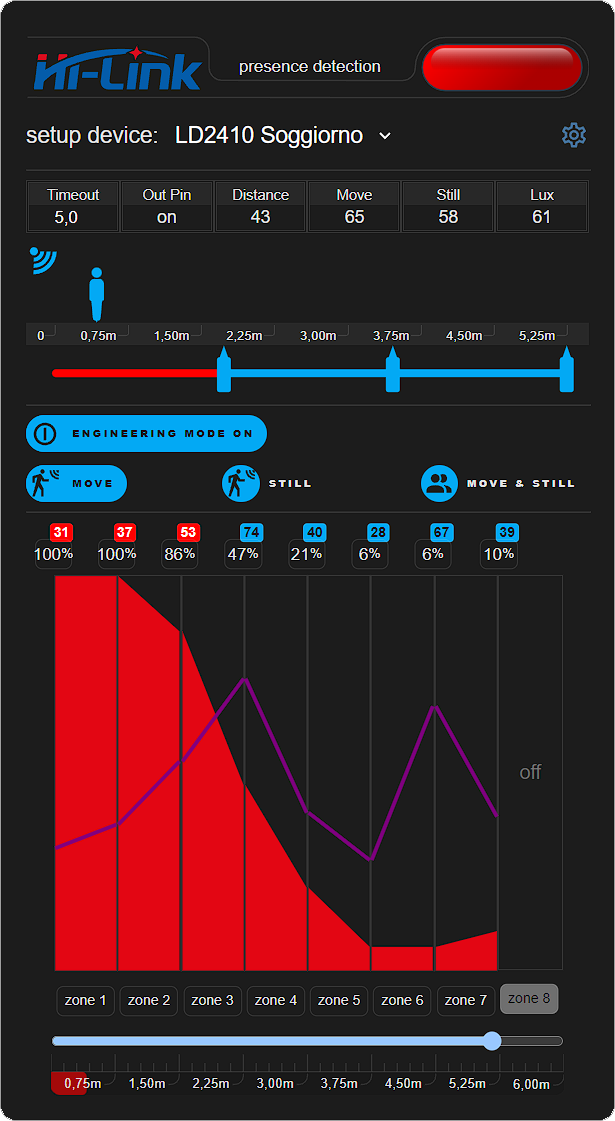 Hi-Link
presence detection
setup device: LD2410 Soggiorno
Timeout Out Pin Distance Move Still Lux
5,0 on 43 65 58 61
0 0,75m 1,50m 2,25m 3,00m 3,75m 4,50m 5,25m
ENGINEERING MODE ON
MOVE STILL MOVE & STILL
31 37 53 74 40 28 67 39
100% 100% 86% 47% 21% 6% 6% 10%
off
zone 1 zone 2 zone 3 zone 4 zone 5 zone 6 zone 7 zone 8
0,75m 1,50m 2,25m 3,00m 3,75m 4,50m 5,25m 6,00m